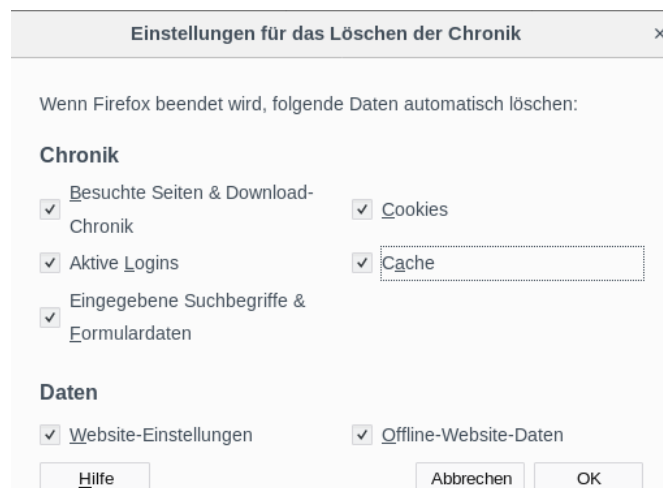 Einstellungen für das Löschen der Chronik ×
Wenn Firefox beendet wird, folgende Daten automatisch löschen:
Chronik
Besuchte Seiten & Download-
Chronik
Cookies
Aktive Logins
Cache
Eingegebene Suchbegriffe &
Formulardaten
Daten
Website-Einstellungen
Offline-Website-Daten
Hilfe
Abbrechen
OK